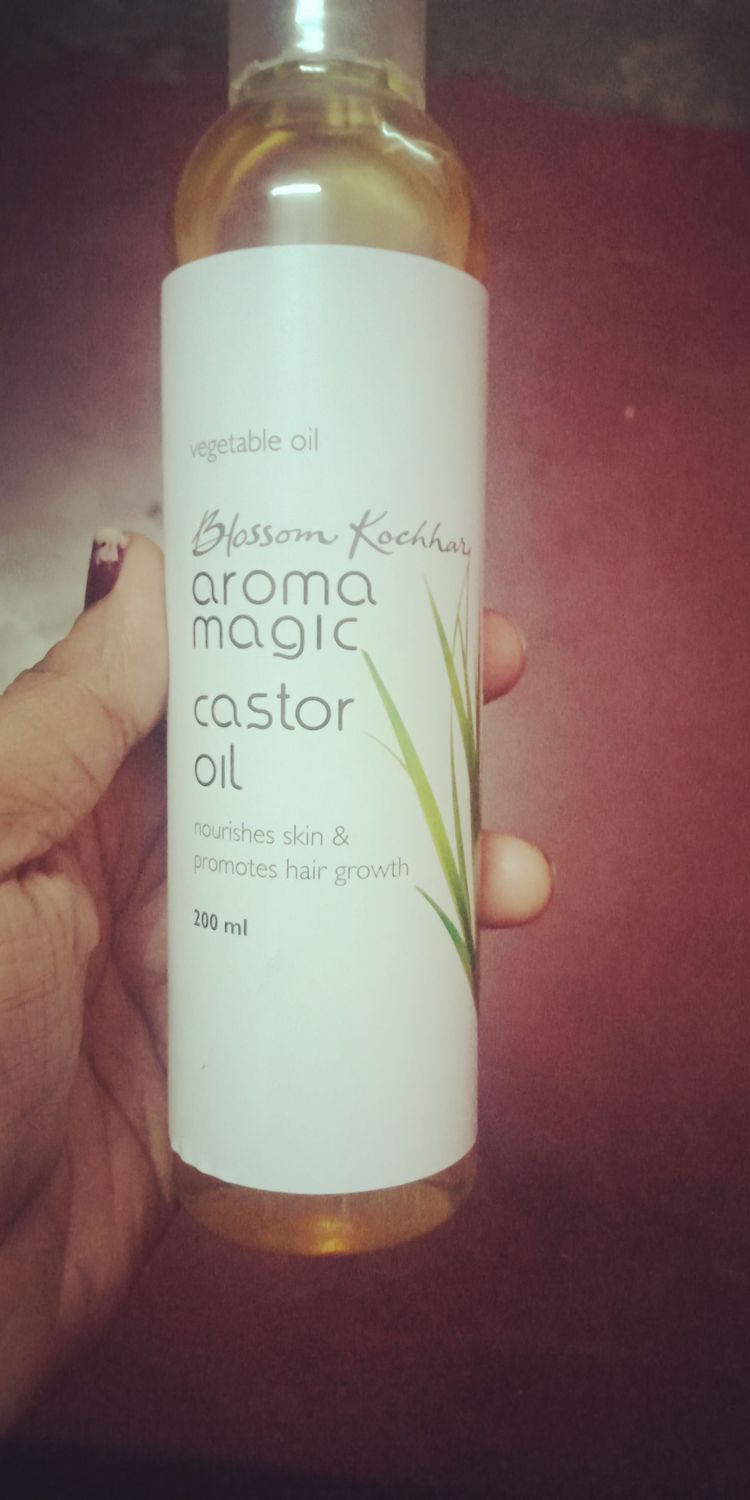 vegetable oil
Blossom Kochhar
aroma
magic
castor
oil
nourishes skin &
promotes hair growth
200 ml